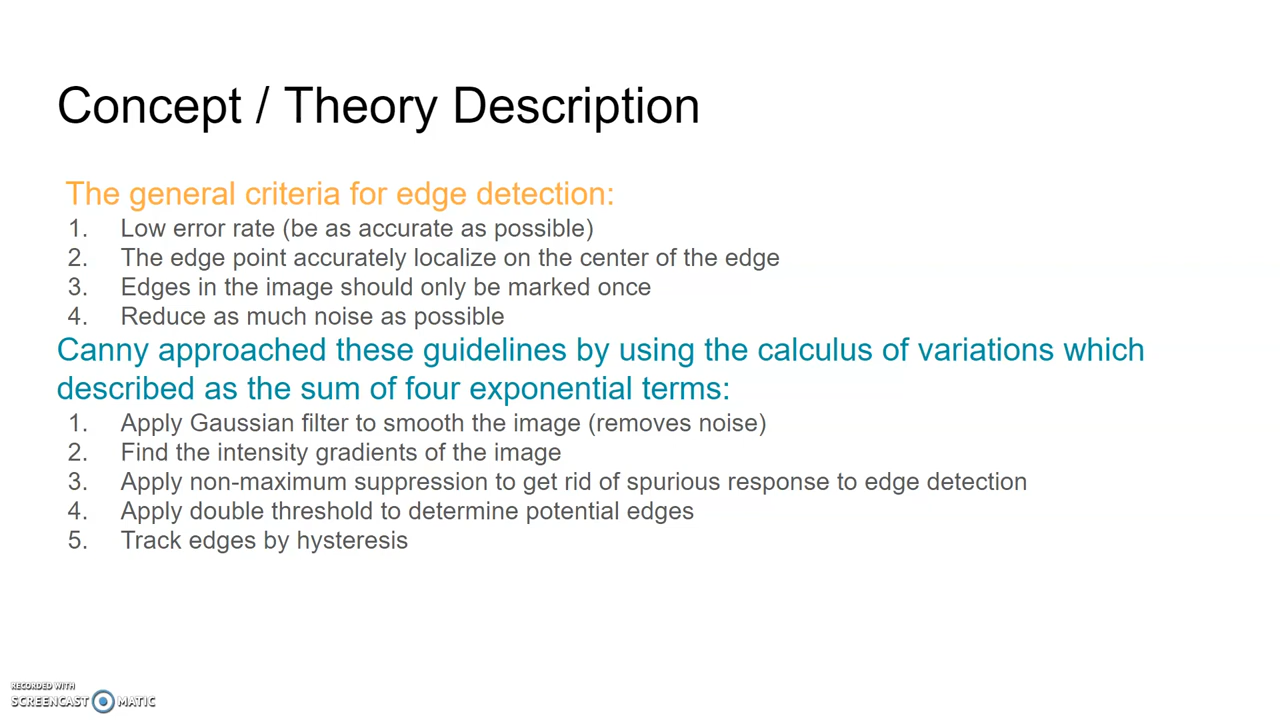 Concept / Theory Description
The general criteria for edge detection:
1. Low error rate (be as accurate as possible)
2. The edge point accurately localize on the center of the edge
3. Edges in the image should only be marked once
4. Reduce as much noise as possible
Canny approached these guidelines by using the calculus of variations which
described as the sum of four exponential terms:
1. Apply Gaussian filter to smooth the image (removes noise)
2. Find the intensity gradients of the image
3. Apply non-maximum suppression to get rid of spurious response to edge detection
4. Apply double threshold to determine potential edges
5. Track edges by hysteresis
RECORDED WITH
SCREENCAST MATIC